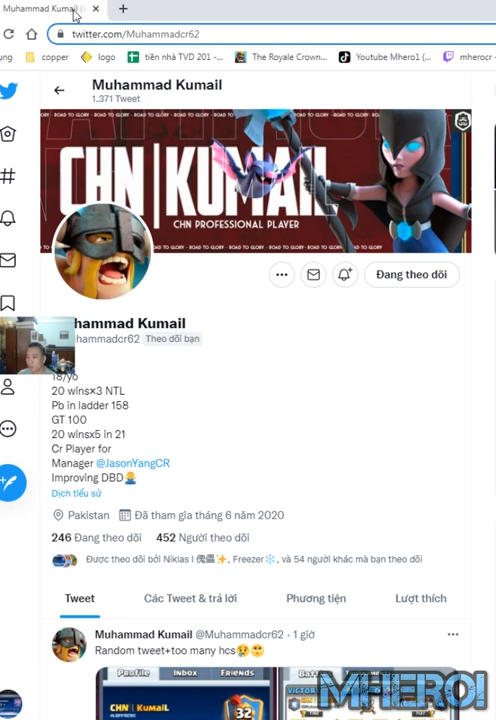 Muhammad Kumail (
twitter.com/Muhammadcr62
ung copper logo tiền nhà TVD 201 -... The Royale Crown... Youtube Mhero1 (... mherocr
Muhammad Kumail
1.371 Tweet
CHN|KUMAIL
CHN PROFESSIONAL PLAYER
Đang theo dõi
hammad Kumail
hammadcr62 Theo dõi bạn
18/yo
20 wins×3 NTL
Pb in ladder 158
GT 100
20 winsx5 in 21
Cr Player for
Manager @JasonYangCR
Improving DBD
Dịch tiểu sử
Pakistan Đã tham gia tháng 6 năm 2020
246 Đang theo dõi 452 Người theo dõi
Được theo dõi bởi Niklas I 傀儡✨, Freezer❄️, và 54 người khác mà bạn theo dõi
Tweet Các Tweet & trả lời Phương tiện Lượt thích
Muhammad Kumail @Muhammadcr62 · 1 giờ
Random tweet+too many hcs😢😳
Profile Inbox Friends
CHN | KUMAIL 32
VICTORY
MHERO1